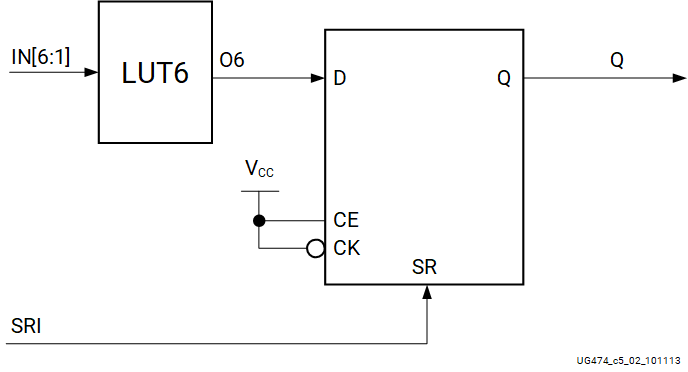 IN[6:1]
LUT6
O6
D
Q
Q
VCC
CE
CK
SR
SRI
UG474_c5_02_101113